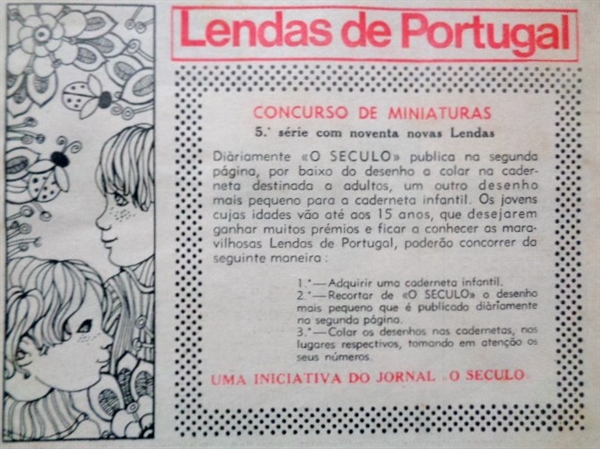 Lendas de Portugal
CONCURSO DE MINIATURAS
5.ª série com noventa novas Lendas
Diàriamente «O SECULO» publica na segunda
página, por baixo do desenho a colar na cader-
neta destinada a adultos, um outro desenho
mais pequeno para a caderneta infantil. Os jovens
cujas idades vão até aos 15 anos, que desejarem
ganhar muitos prémios e ficar a conhecer as mara-
vilhosas Lendas de Portugal, poderão concorrer da
seguinte maneira:
1.º—Adquirir uma caderneta infantil.
2.º—Recortar de «O SECULO» o desenho
mais pequeno que é publicado diàriamente
na segunda página.
3.º—Colar os desenhos nas cadernetas, nos
lugares respectivos, tomando em atenção os
seus números.
UMA INICIATIVA DO JORNAL «O SECULO»